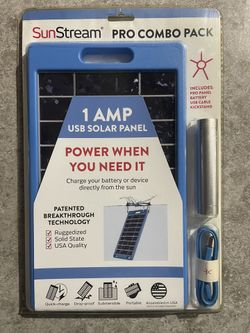 SunStream® PRO COMBO PACK
INCLUDES:
PRO PANEL
BATTERY
USB CABLE
KICKSTAND
1 AMP
USB SOLAR PANEL
POWER WHEN
YOU NEED IT
Charge your battery or device
directly from the sun
PATENTED
BREAKTHROUGH
TECHNOLOGY
Ruggedized
Solid State
USA Quality
Quick-charge Drop-proof Submersible Portable Assembled in USA